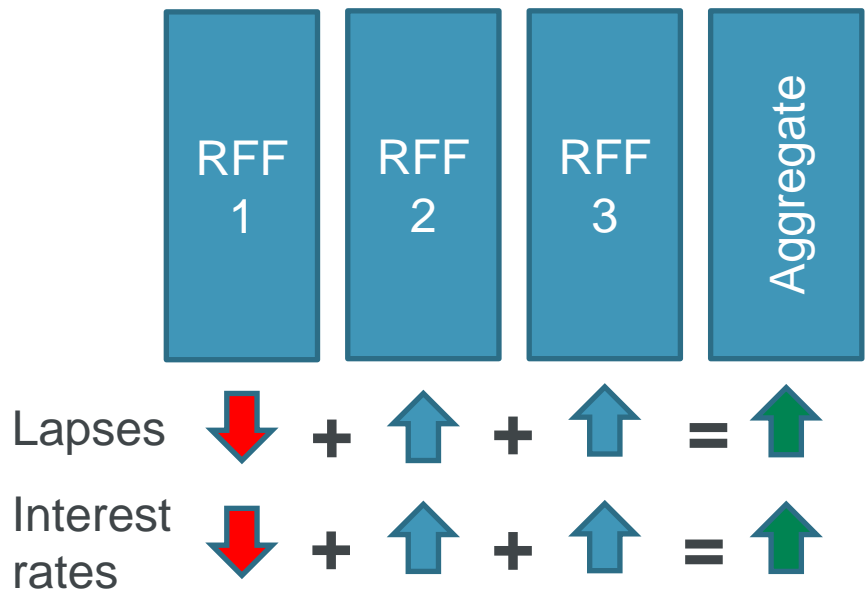 RFF
1
RFF
2
RFF
3
Aggregate
Lapses + + =
Interest
rates + + =